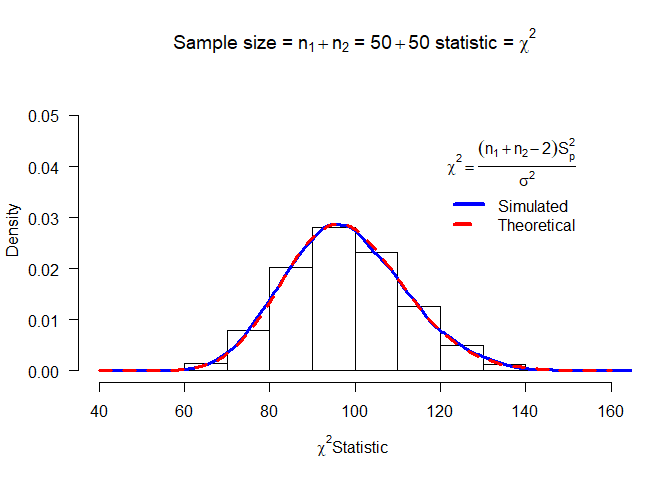 Sample size = n₁ + n₂ = 50 + 50 statistic = χ²
0.05
0.04
0.03
0.02
0.01
0.00
Density
χ² = (n₁ + n₂ − 2)S²ₚ / σ²
Simulated
Theoretical
40 60 80 100 120 140 160
χ²Statistic